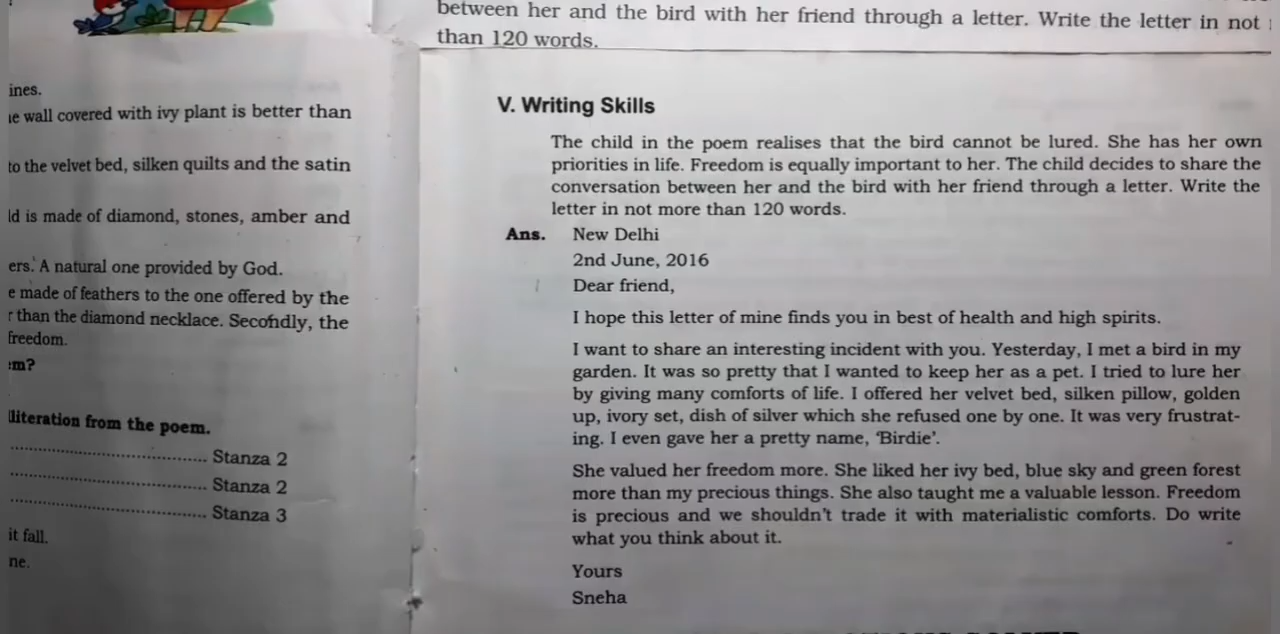 between her and the bird with her friend through a letter. Write the letter in not
than 120 words.
ines.
wall covered with ivy plant is better than
to the velvet bed, silken quilts and the satin
ld is made of diamond, stones, amber and
ers. A natural one provided by God.
e made of feathers to the one offered by the
r than the diamond necklace. Secondly, the
freedom.
em?
lliteration from the poem.
.................................... Stanza 2
.................................... Stanza 2
.................................... Stanza 3
it fall.
ne.
V. Writing Skills
The child in the poem realises that the bird cannot be lured. She has her own
priorities in life. Freedom is equally important to her. The child decides to share the
conversation between her and the bird with her friend through a letter. Write the
letter in not more than 120 words.
Ans. New Delhi
2nd June, 2016
Dear friend,
I hope this letter of mine finds you in best of health and high spirits.
I want to share an interesting incident with you. Yesterday, I met a bird in my
garden. It was so pretty that I wanted to keep her as a pet. I tried to lure her
by giving many comforts of life. I offered her velvet bed, silken pillow, golden
up, ivory set, dish of silver which she refused one by one. It was very frustrat-
ing. I even gave her a pretty name, ‘Birdie’.
She valued her freedom more. She liked her ivy bed, blue sky and green forest
more than my precious things. She also taught me a valuable lesson. Freedom
is precious and we shouldn’t trade it with materialistic comforts. Do write
what you think about it.
Yours
Sneha